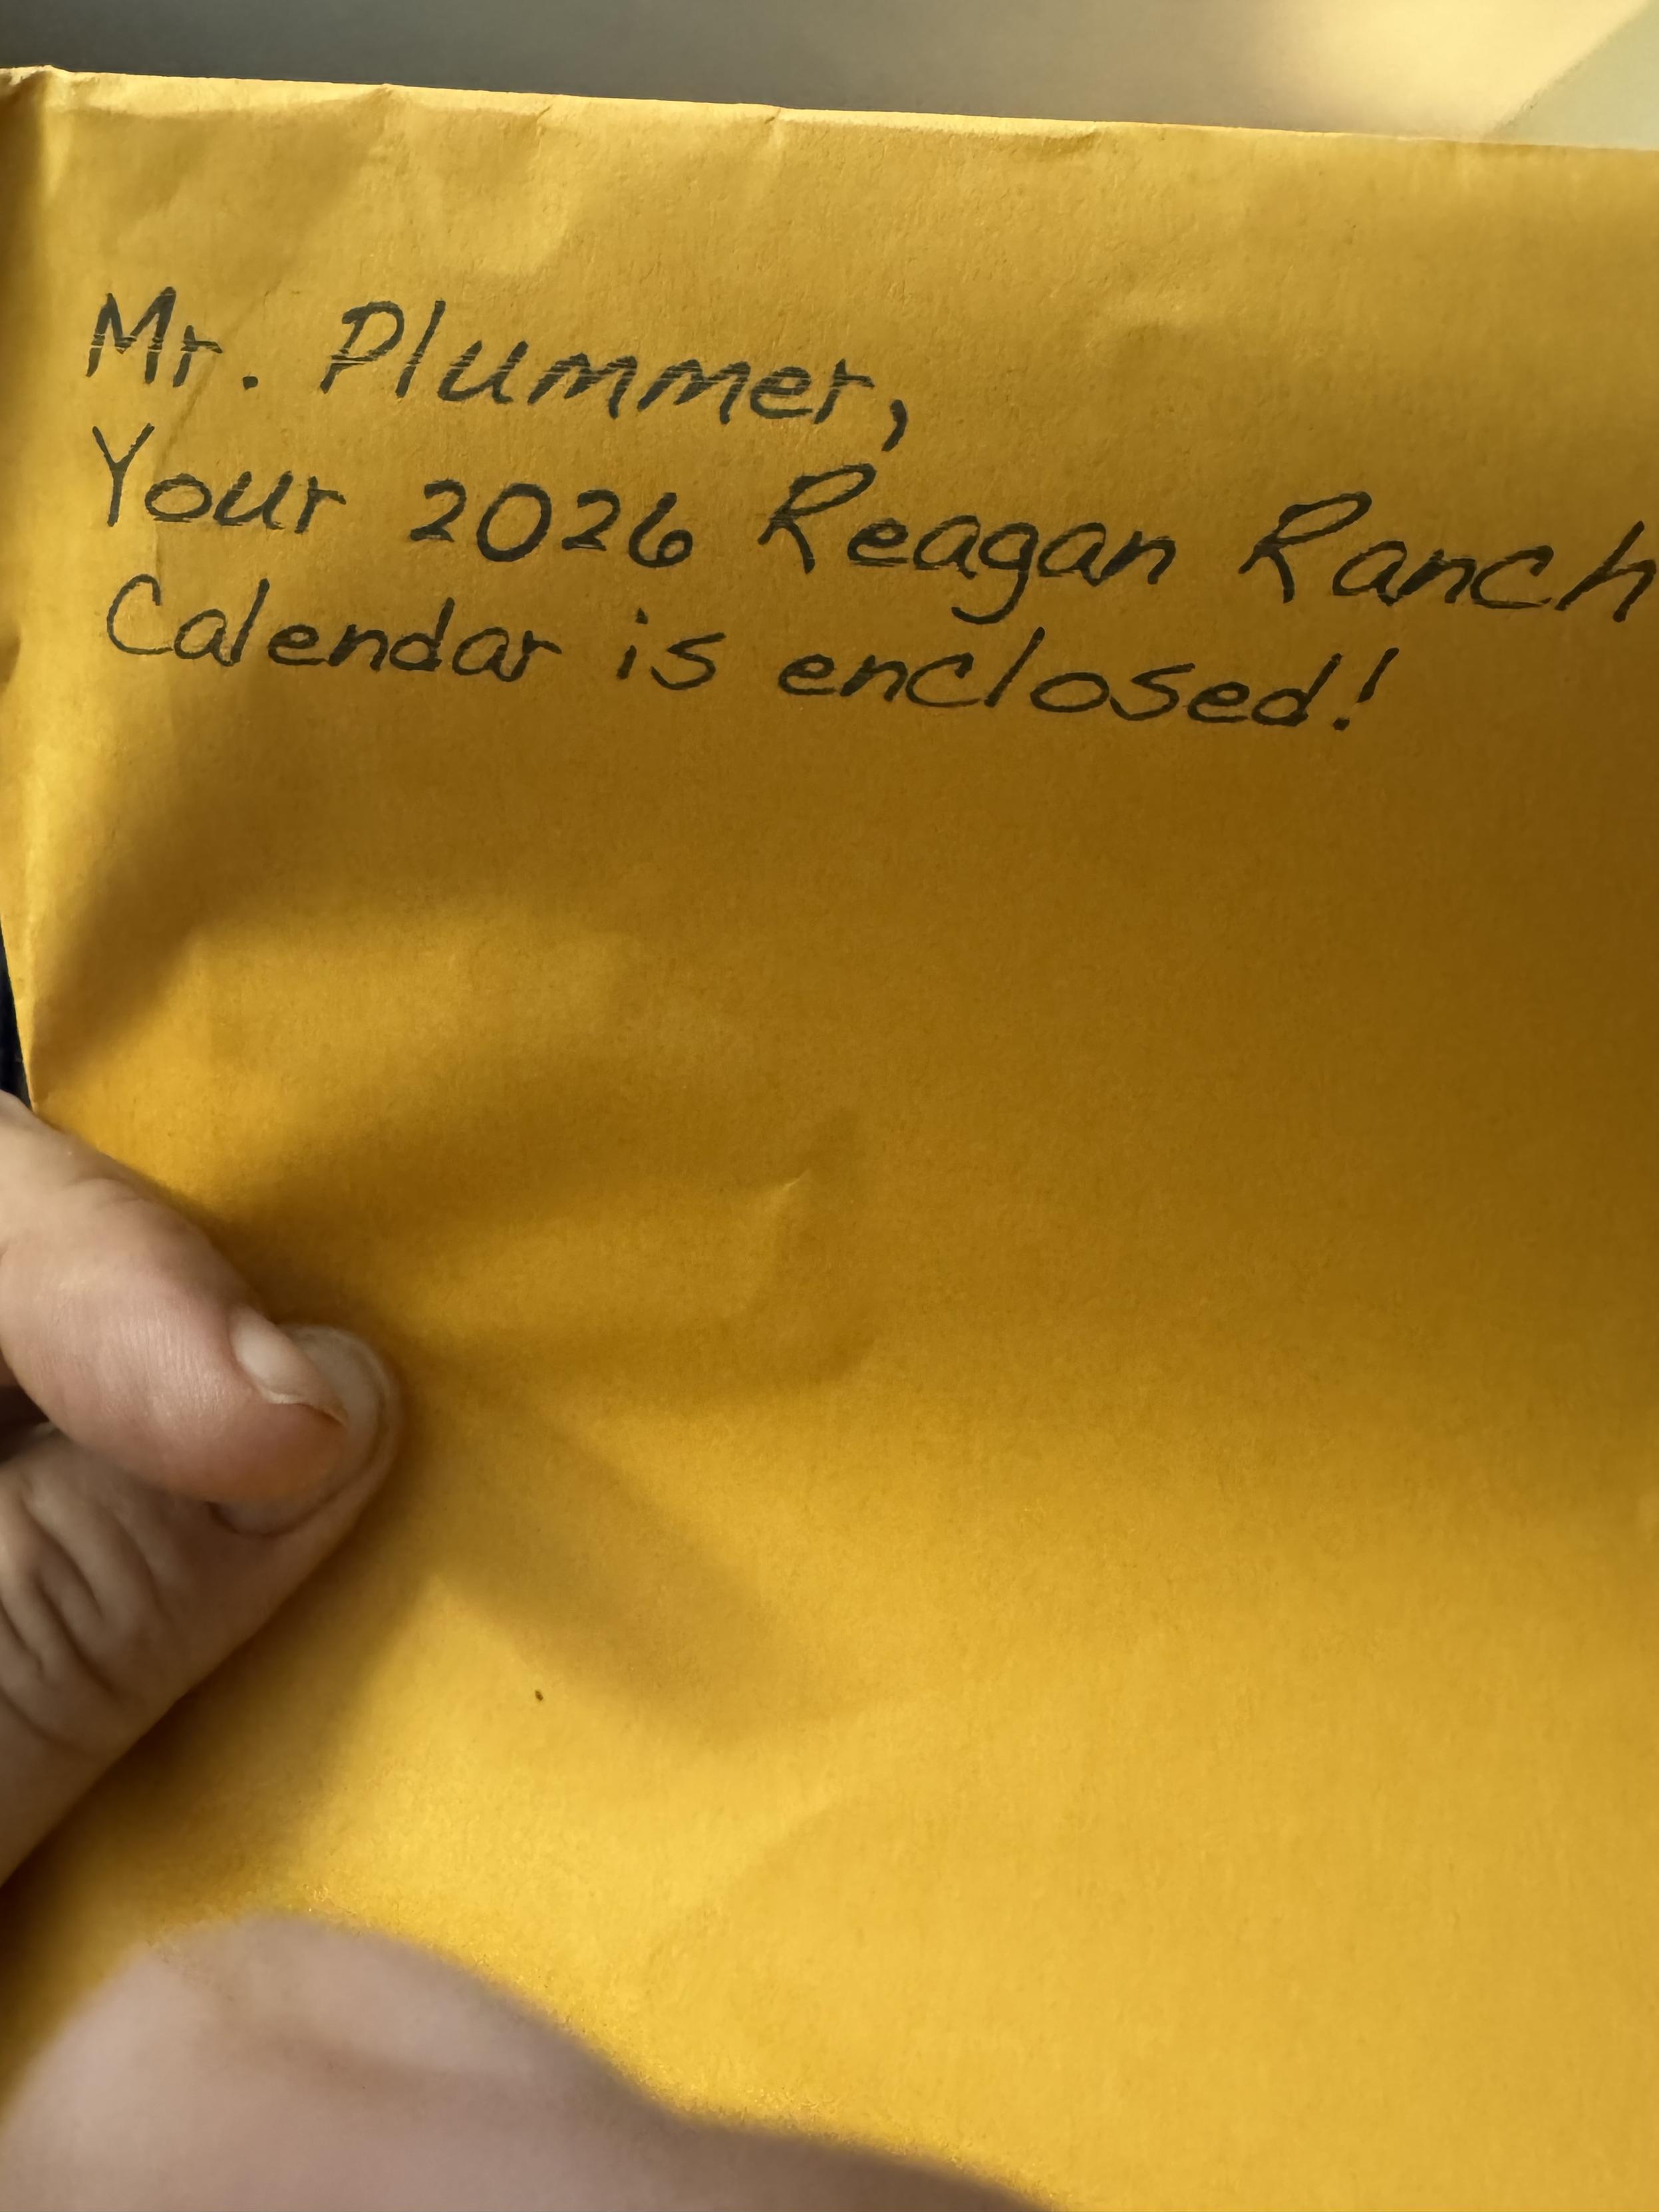 Mr. Plummer,
Your 2026 Reagan Ranch
Calendar is enclosed!